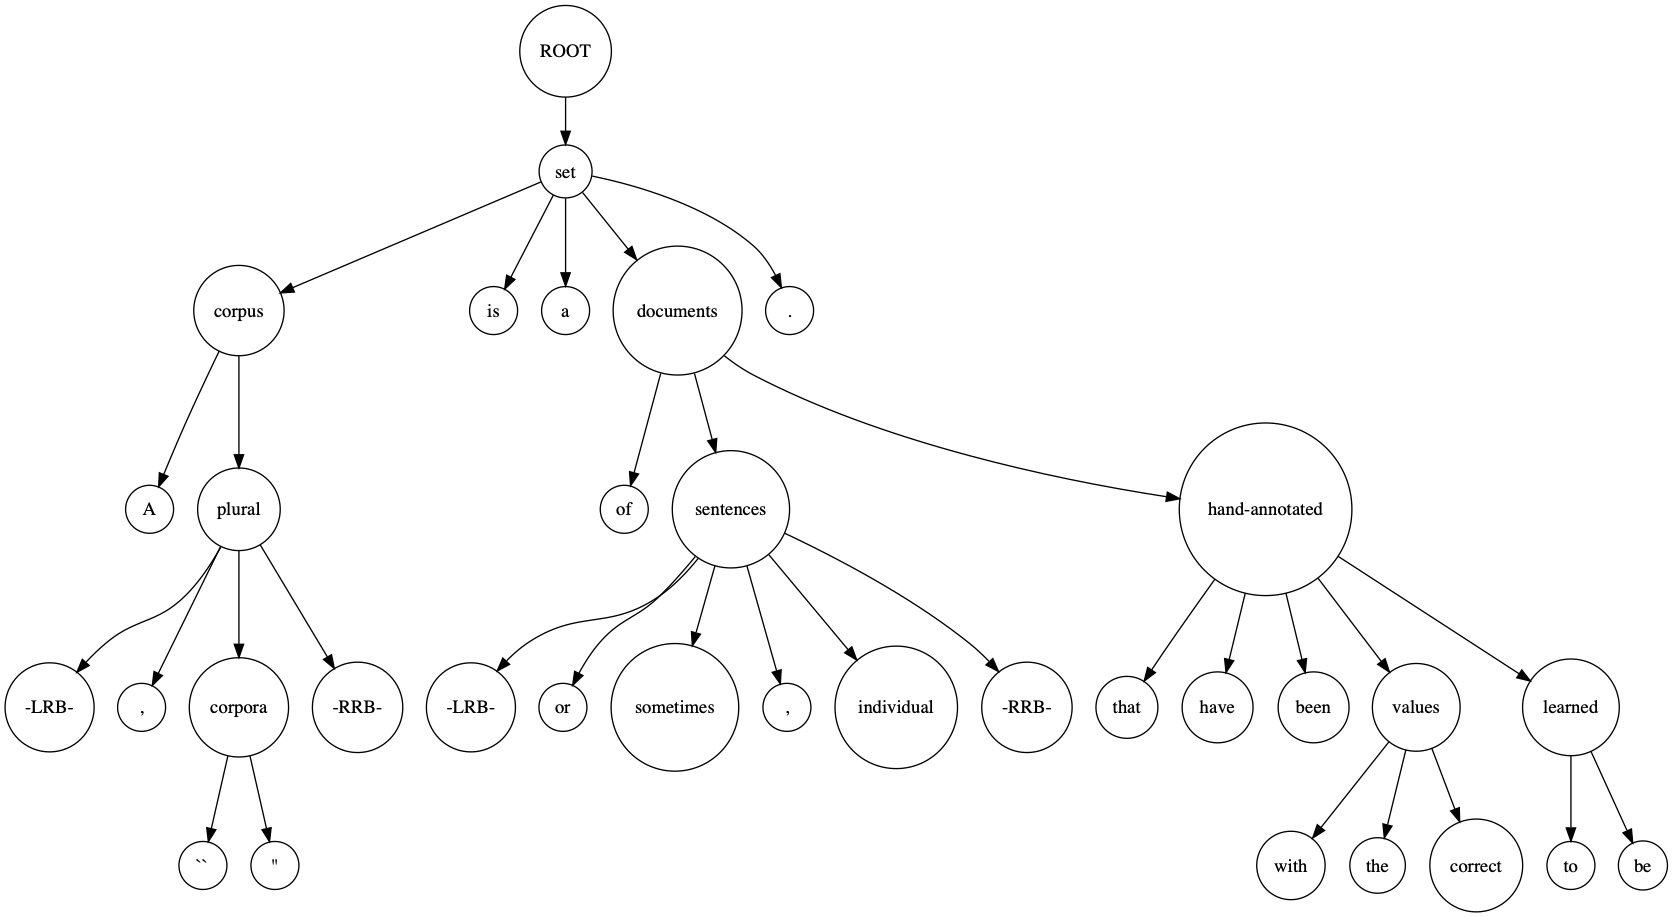 ROOT
set
corpus is a documents .
A plural of sentences hand-annotated
-LRB- , corpora -RRB- -LRB- or sometimes , individual -RRB- that have been values learned
`` '' with the correct to be